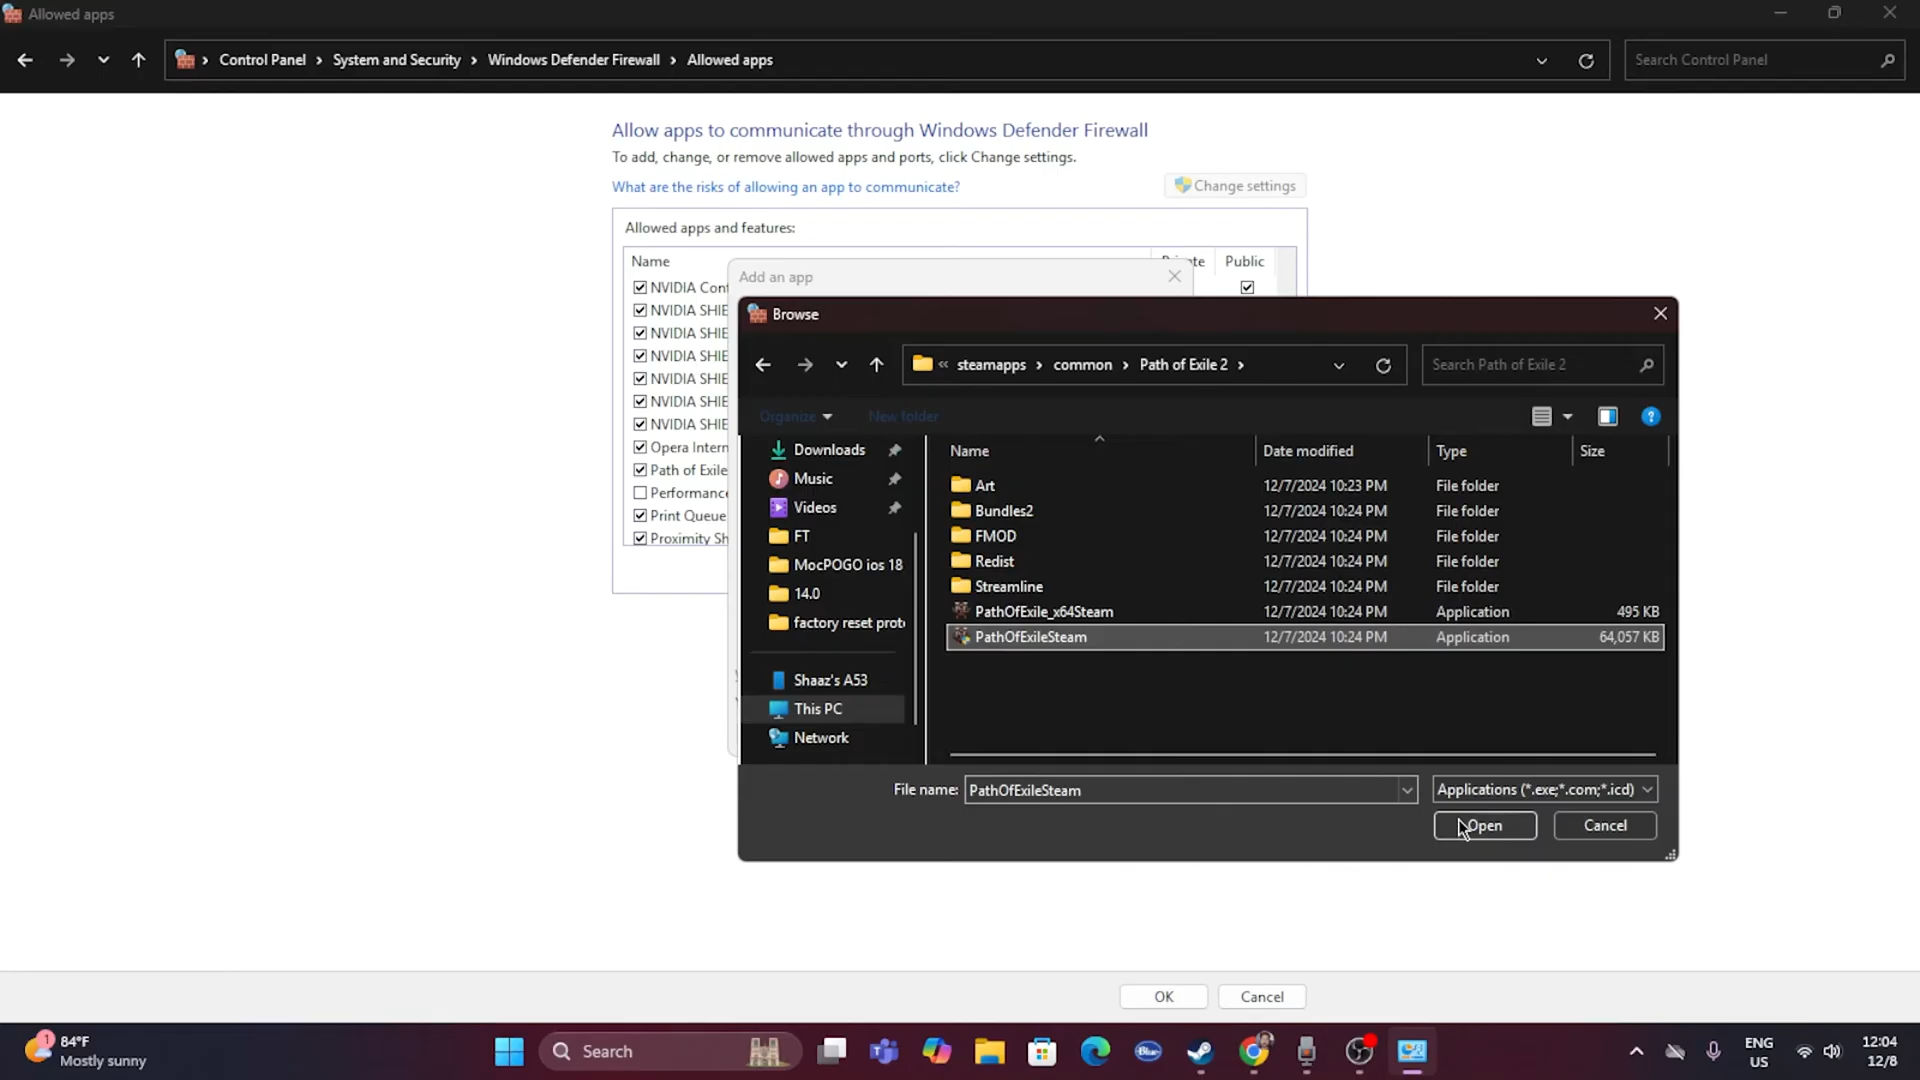 Allowed apps
Control Panel > System and Security > Windows Defender Firewall > Allowed apps
Search Control Panel
Allow apps to communicate through Windows Defender Firewall
To add, change, or remove allowed apps and ports, click Change settings.
What are the risks of allowing an app to communicate?
Change settings
Allowed apps and features:
Name
Public
Add an app
NVIDIA Con
NVIDIA SHIE
NVIDIA SHIE
NVIDIA SHIE
NVIDIA SHIE
NVIDIA SHIE
NVIDIA SHIE
Opera Intern
Path of Exile
Performance
Print Queue
Proximity Sh
Browse
« steamapps > common > Path of Exile 2 >
Search Path of Exile 2
Organize
New folder
Downloads
Music
Videos
FT
MocPOGO ios 18
14.0
factory reset prot
Shaaz's A53
This PC
Network
Name Date modified Type Size
Art 12/7/2024 10:23 PM File folder
Bundles2 12/7/2024 10:24 PM File folder
FMOD 12/7/2024 10:24 PM File folder
Redist 12/7/2024 10:24 PM File folder
Streamline 12/7/2024 10:24 PM File folder
PathOfExile_x64Steam 12/7/2024 10:24 PM Application 495 KB
PathOfExileSteam 12/7/2024 10:24 PM Application 64,057 KB
File name: PathOfExileSteam
Applications (*.exe;*.com;*.icd)
Open
Cancel
OK
Cancel
1
84°F
Mostly sunny
Search
ENG
US
12:04
12/8